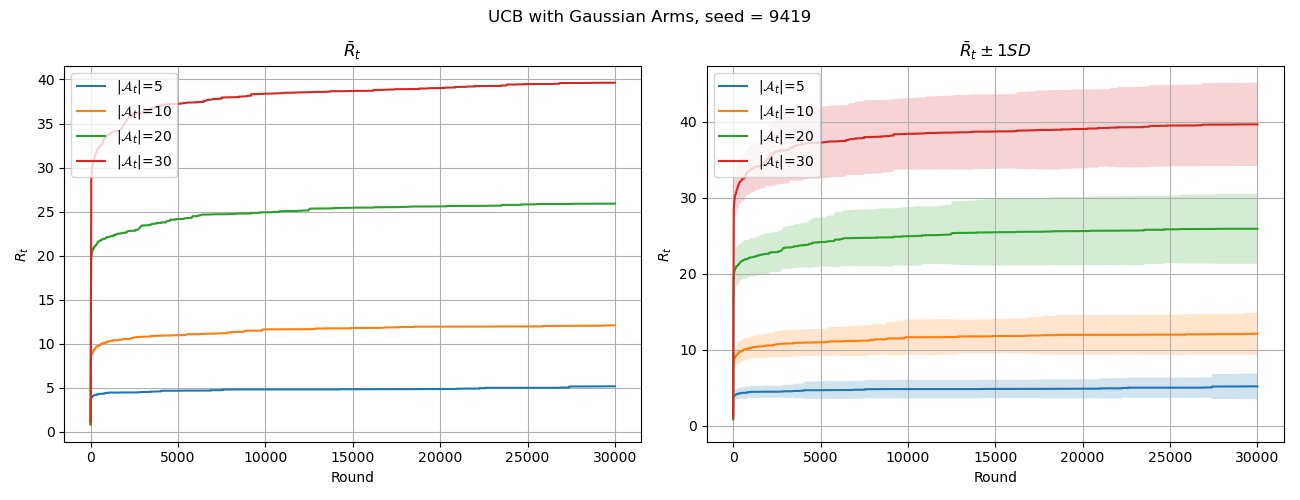 UCB with Gaussian Arms, seed = 9419
R̄ₜ
40
35
30
25
20
15
10
5
0
Rₜ
|𝒜ₜ|=5
|𝒜ₜ|=10
|𝒜ₜ|=20
|𝒜ₜ|=30
0 5000 10000 15000 20000 25000 30000
Round
R̄ₜ ± 1SD
40
30
20
10
0
Rₜ
|𝒜ₜ|=5
|𝒜ₜ|=10
|𝒜ₜ|=20
|𝒜ₜ|=30
0 5000 10000 15000 20000 25000 30000
Round